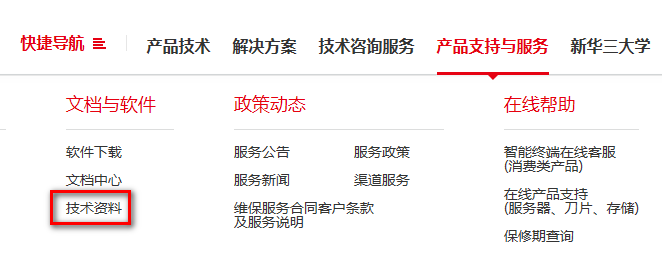 快捷导航 产品技术 解决方案 技术咨询服务 产品支持与服务 新华三大学
文档与软件 政策动态 在线帮助
软件下载 服务公告 服务政策 智能终端在线客服
(消费类产品)
文档中心 服务新闻 渠道服务 在线产品支持
(服务器、刀片、存储)
技术资料 维保服务合同客户条款
及服务说明
保修期查询